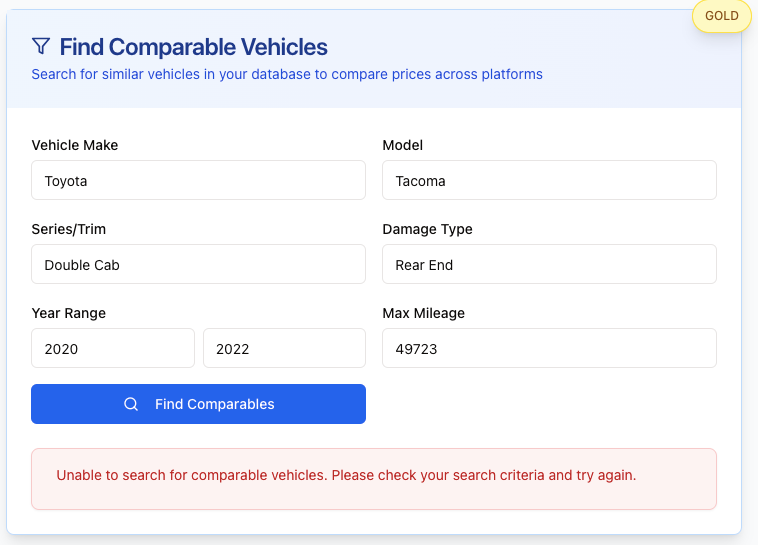 GOLD
Find Comparable Vehicles
Search for similar vehicles in your database to compare prices across platforms
Vehicle Make
Model
Toyota
Tacoma
Series/Trim
Damage Type
Double Cab
Rear End
Year Range
Max Mileage
2020
2022
49723
Find Comparables
Unable to search for comparable vehicles. Please check your search criteria and try again.